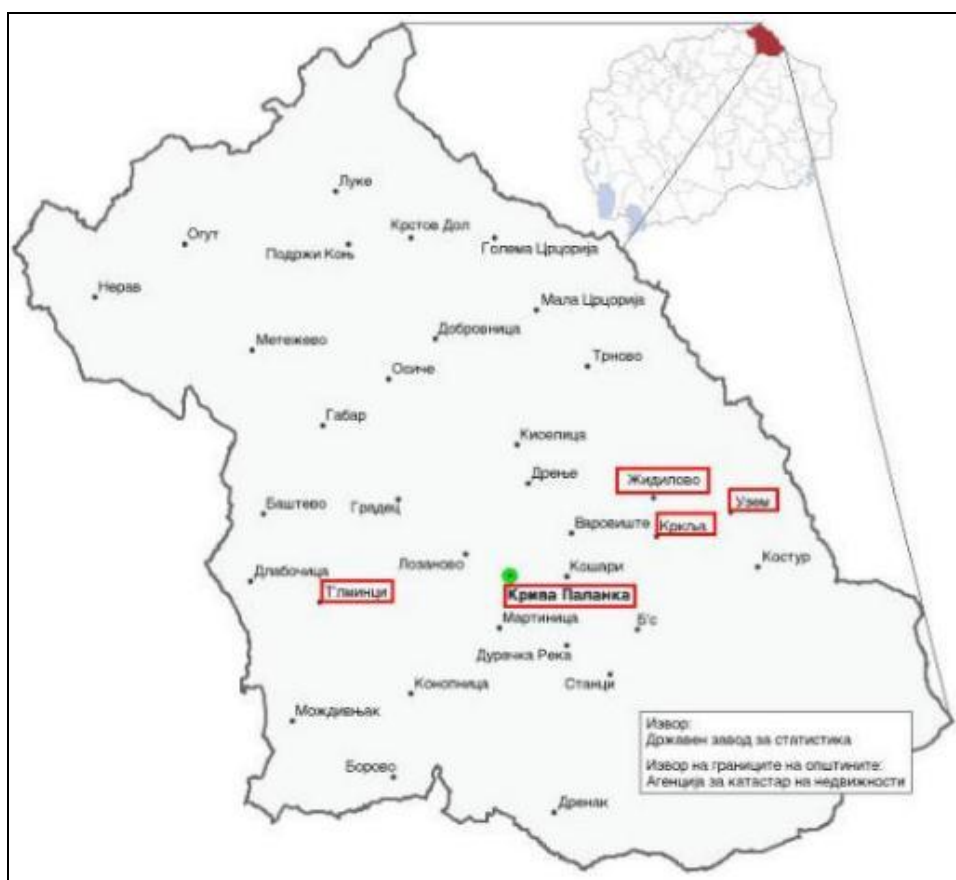 Луке
Огут
Крстов Дол
Подржи Коњ
Голема Црцорија
Нерав
Мала Црцорија
Добровница
Метежево
Трново
Осиче
Габар
Киселица
Дрење
Жидилово
Баштево
Градец
Узем
Варовиште
Кркља
Лозаново
Костур
Длабочица
Кошари
Т'лминци
Крива Паланка
Мартиница
Б'с
Дурачка Река
Станци
Конопница
Мождивњак
Борово
Дренак
Извор:
Државен завод за статистика
Извор на границите на општините:
Агенција за катастар на недвижности